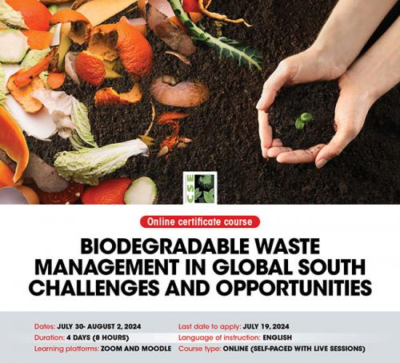 CSE
Online certificate course
BIODEGRADABLE WASTE
MANAGEMENT IN GLOBAL SOUTH
CHALLENGES AND OPPORTUNITIES
Dates: JULY 30- AUGUST 2, 2024
Duration: 4 DAYS (8 HOURS)
Learning platforms: ZOOM AND MOODLE
Last date to apply: JULY 19, 2024
Language of instruction: ENGLISH
Course type: ONLINE (SELF-PACED WITH LIVE SESSIONS)